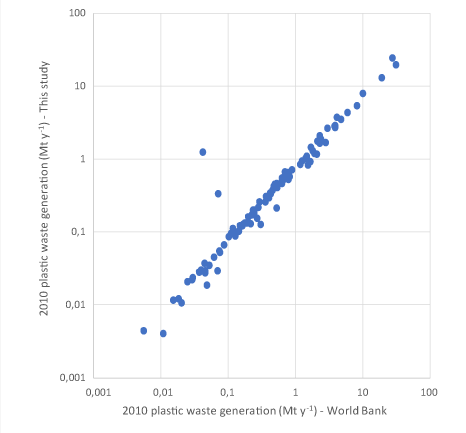 2010 plastic waste generation (Mt y⁻¹) - This study
100
10
1
0,1
0,01
0,001
0,001 0,01 0,1 1 10 100
2010 plastic waste generation (Mt y⁻¹) - World Bank